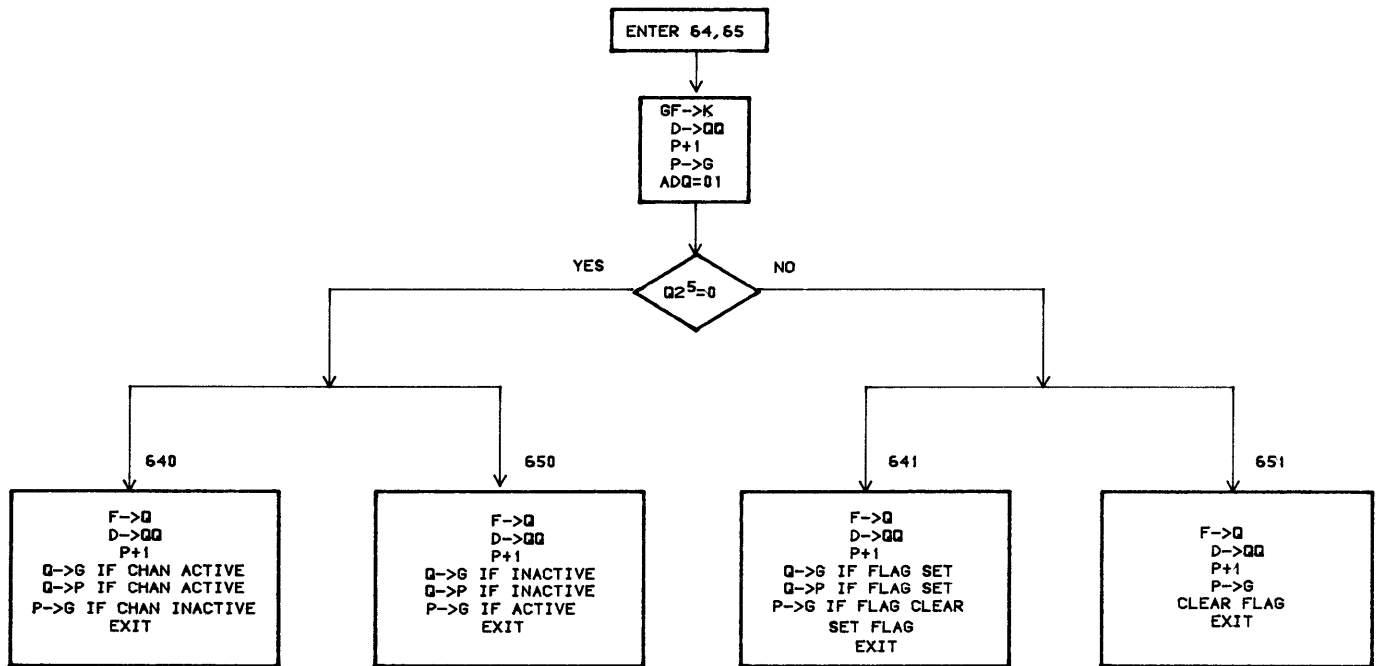 ENTER 64,65
GF->K
D->QQ
P+1
P->G
ADQ=01
YES
NO
Q2^5=0
640
650
641
651
F->Q
D->QQ
P+1
Q->G IF CHAN ACTIVE
Q->P IF CHAN ACTIVE
P->G IF CHAN INACTIVE
EXIT
F->Q
D->QQ
P+1
Q->G IF INACTIVE
Q->P IF INACTIVE
P->G IF ACTIVE
EXIT
F->Q
D->QQ
P+1
Q->G IF FLAG SET
Q->P IF FLAG SET
P->G IF FLAG CLEAR
SET FLAG
EXIT
F->Q
D->QQ
P+1
P->G
CLEAR FLAG
EXIT